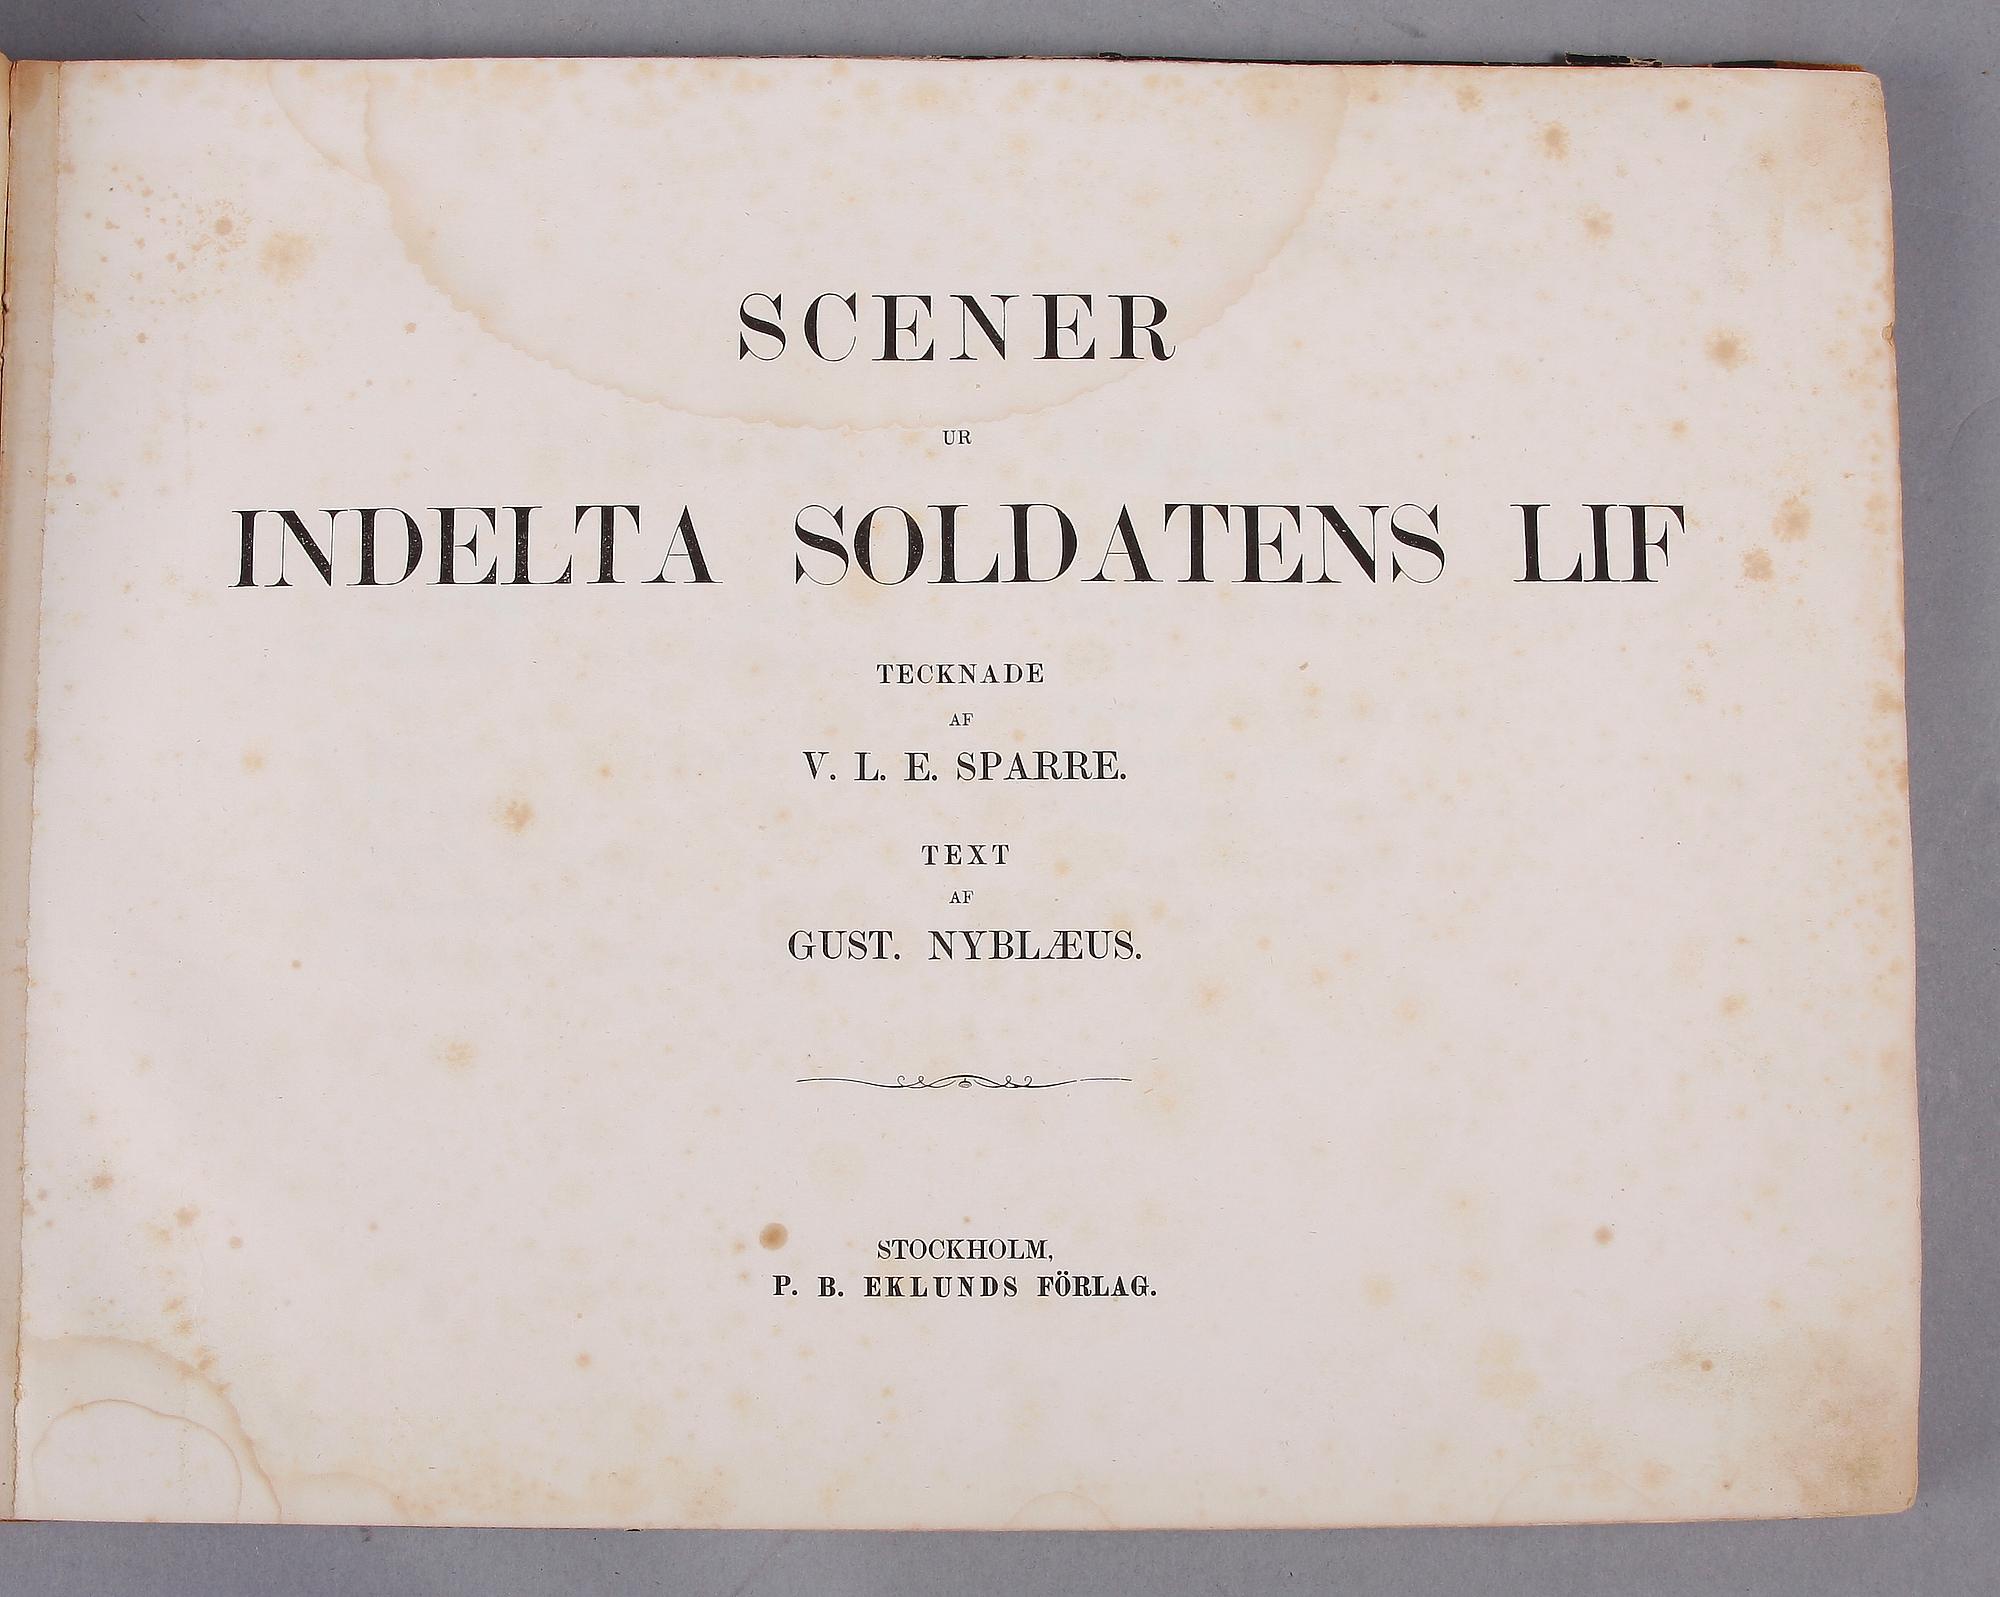 SCENER
UR
INDELTA SOLDATENS LIF
TECKNADE
AF
V. L. E. SPARRE.
TEXT
AF
GUST. NYBLÆUS.
STOCKHOLM,
P. B. EKLUNDS FÖRLAG.